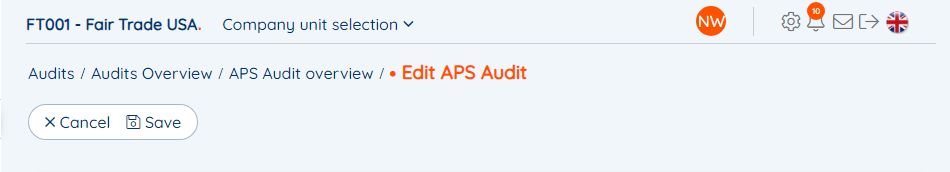 FT001 - Fair Trade USA. Company unit selection NW 10
Audits / Audits Overview / APS Audit overview / • Edit APS Audit
Cancel Save